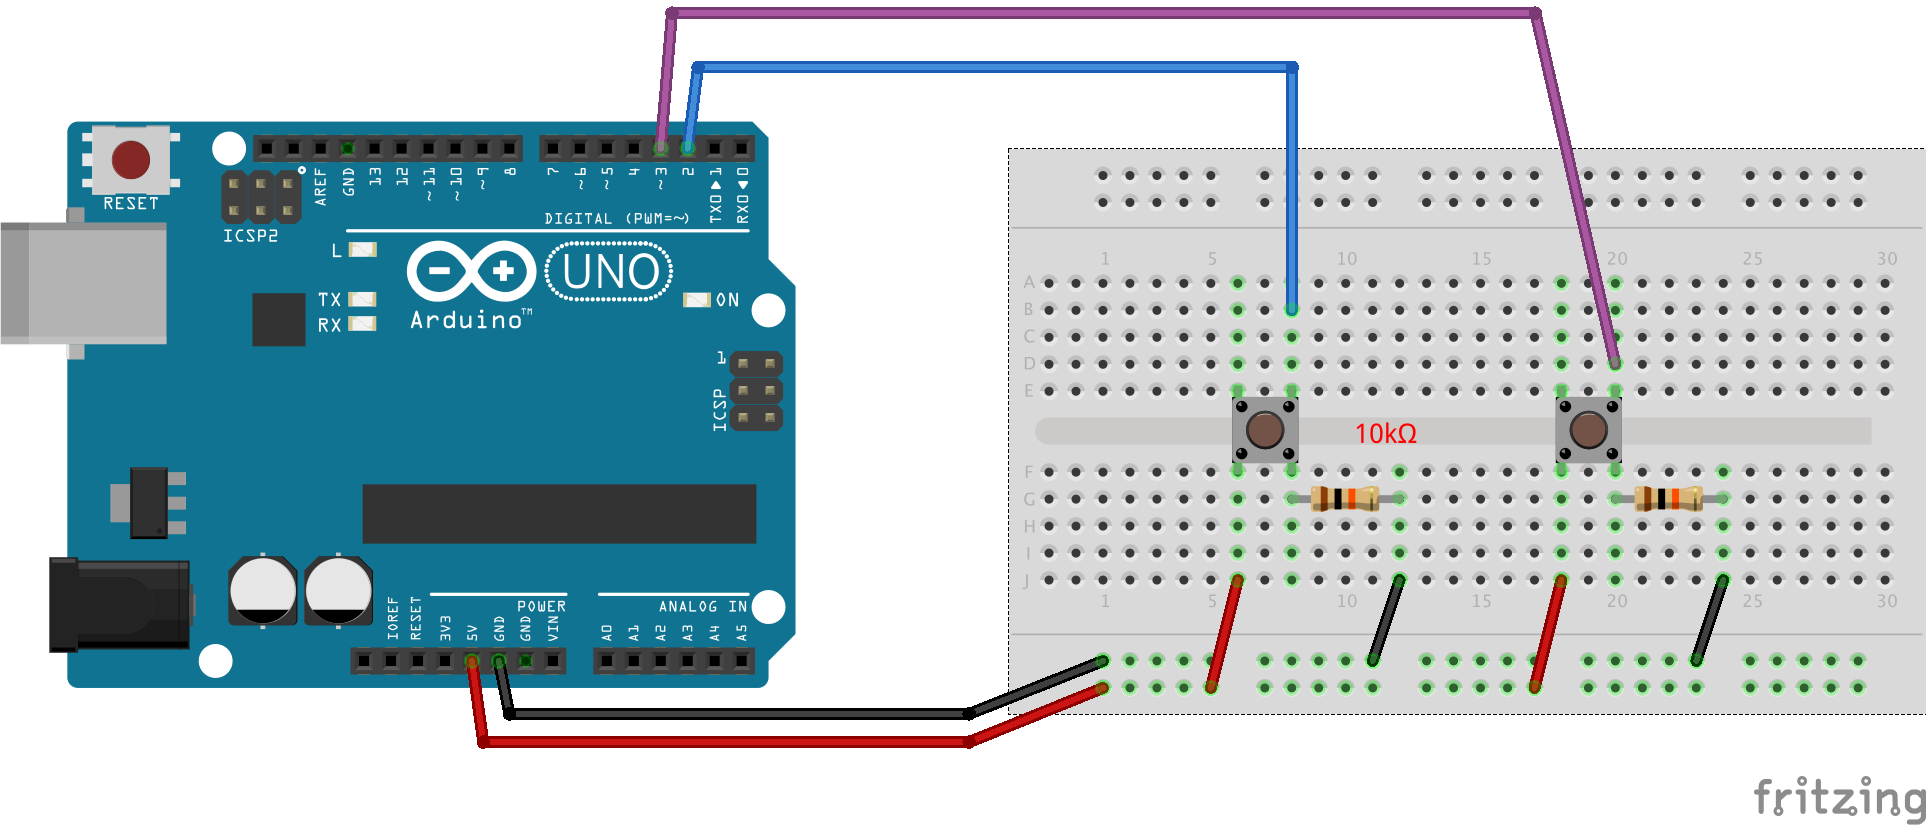 RESET
ICSP2
AREF
GND
13
12
~11
~10
~9
8
7
~6
~5
4
~3
2
TX0▶1
RX0◀0
DIGITAL (PWM=~)
L
TX
RX
UNO
Arduino™
ON
1
ICSP
IOREF
RESET
3V3
5V
GND
GND
VIN
POWER
ANALOG IN
A0
A1
A2
A3
A4
A5
1 5 10 15 20 25 30
A
B
C
D
E
10kΩ
F
G
H
I
J
1 5 10 15 20 25 30
fritzing